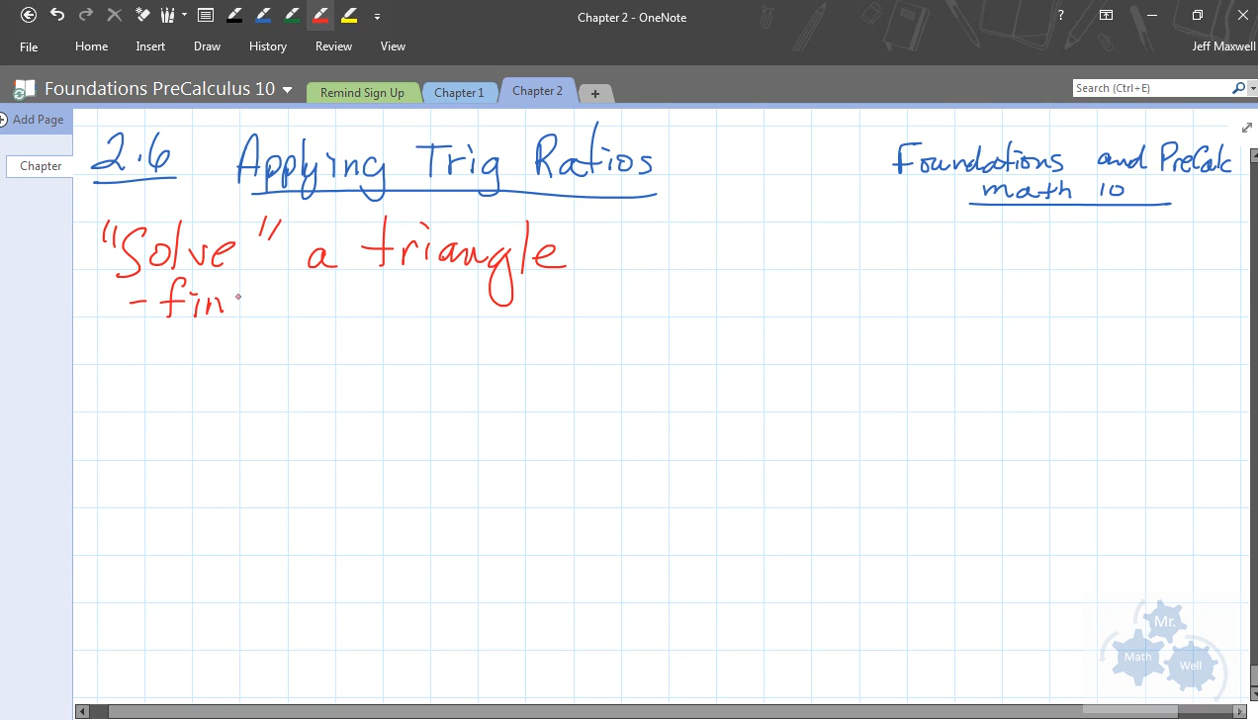 Chapter 2 - OneNote
?
File
Home
Insert
Draw
History
Review
View
Jeff Maxwell
Foundations PreCalculus 10
Remind Sign Up
Chapter 1
Chapter 2
+
Search (Ctrl+E)
Add Page
Chapter
2.6 Applying Trig Ratios
Foundations and PreCalc
math 10
"Solve" a triangle
- fin
Mr.
Math
Well